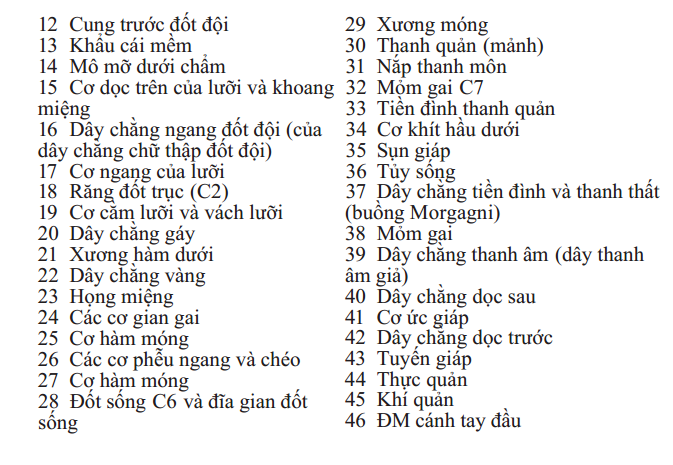 12 Cung trước đốt đội
13 Khẩu cái mềm
14 Mô mỡ dưới chẩm
15 Cơ dọc trên của lưỡi và khoang
miệng
16 Dây chằng ngang đốt đội (của
dây chằng chữ thập đốt đội)
17 Cơ ngang của lưỡi
18 Răng đốt trục (C2)
19 Cơ cằm lưỡi và vách lưỡi
20 Dây chằng gáy
21 Xương hàm dưới
22 Dây chằng vàng
23 Họng miệng
24 Các cơ gian gai
25 Cơ hàm móng
26 Các cơ phễu ngang và chéo
27 Cơ hàm móng
28 Đốt sống C6 và đĩa gian đốt
sống
29 Xương móng
30 Thanh quản (mảnh)
31 Nắp thanh môn
32 Mỏm gai C7
33 Tiền đình thanh quản
34 Cơ khít hầu dưới
35 Sụn giáp
36 Tủy sống
37 Dây chằng tiền đình và thanh thất
(buồng Morgagni)
38 Mỏm gai
39 Dây chằng thanh âm (dây thanh
âm giả)
40 Dây chằng dọc sau
41 Cơ ức giáp
42 Dây chằng dọc trước
43 Tuyến giáp
44 Thực quản
45 Khí quản
46 ĐM cánh tay đầu